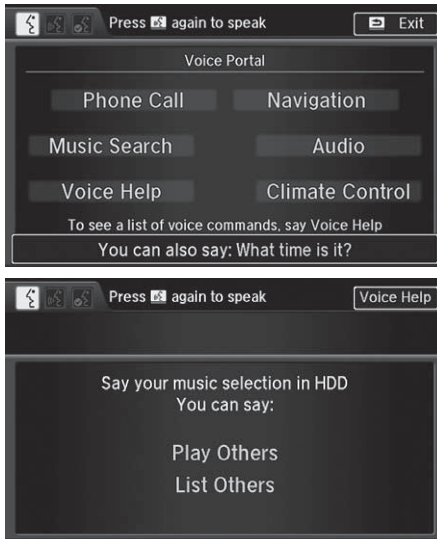 Press again to speak
Exit
Voice Portal
Phone Call
Navigation
Music Search
Audio
Voice Help
Climate Control
To see a list of voice commands, say Voice Help
You can also say: What time is it?
Press again to speak
Voice Help
Say your music selection in HDD
You can say:
Play Others
List Others